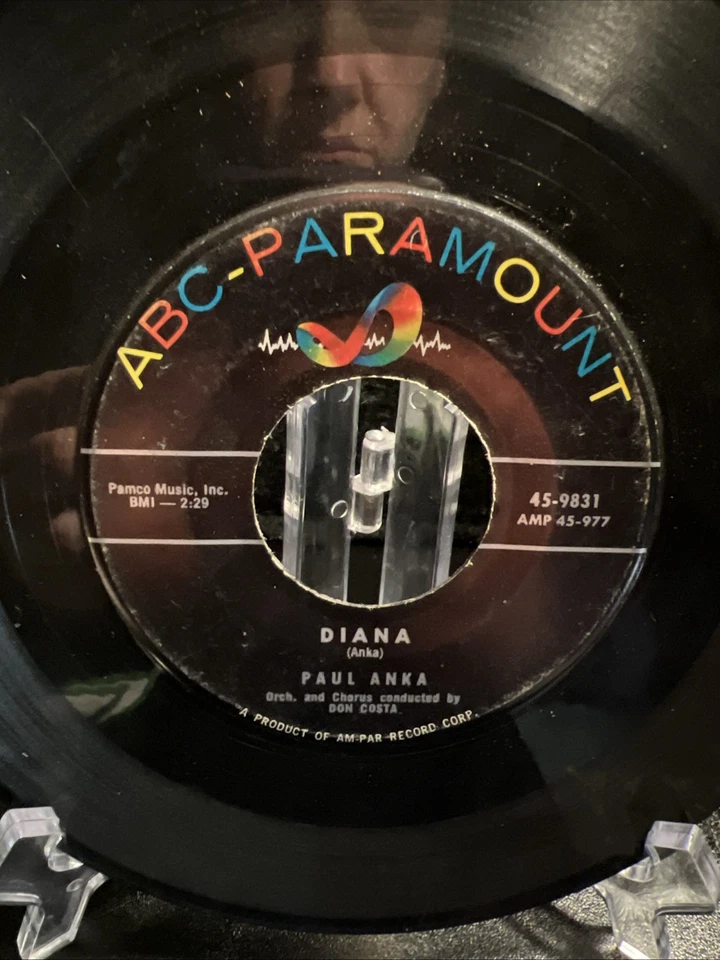 ABC-PARAMOUNT
Pamco Music, Inc.
BMI — 2:29
45-9831
AMP 45-977
DIANA
(Anka)
PAUL ANKA
Orch. and Chorus conducted by
DON COSTA
A PRODUCT OF AM-PAR RECORD CORP.